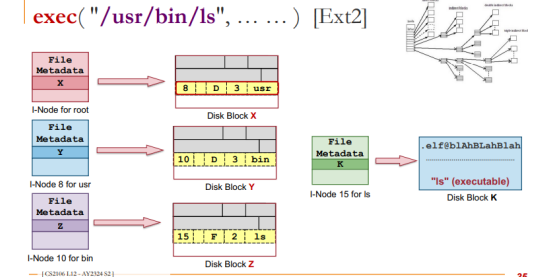 exec("/usr/bin/ls", … …) [Ext2]
File
Metadata
X
I-Node for root
8 D 3 usr
Disk Block X
File
Metadata
Y
I-Node 8 for usr
10 D 3 bin
Disk Block Y
File
Metadata
Z
I-Node 10 for bin
15 F 2 ls
Disk Block Z
File
Metadata
K
I-Node 15 for ls
.elf@blAhBLahBlah
"ls" (executable)
Disk Block K
[ CS2106 L12 - AY2324 S2 ]
35